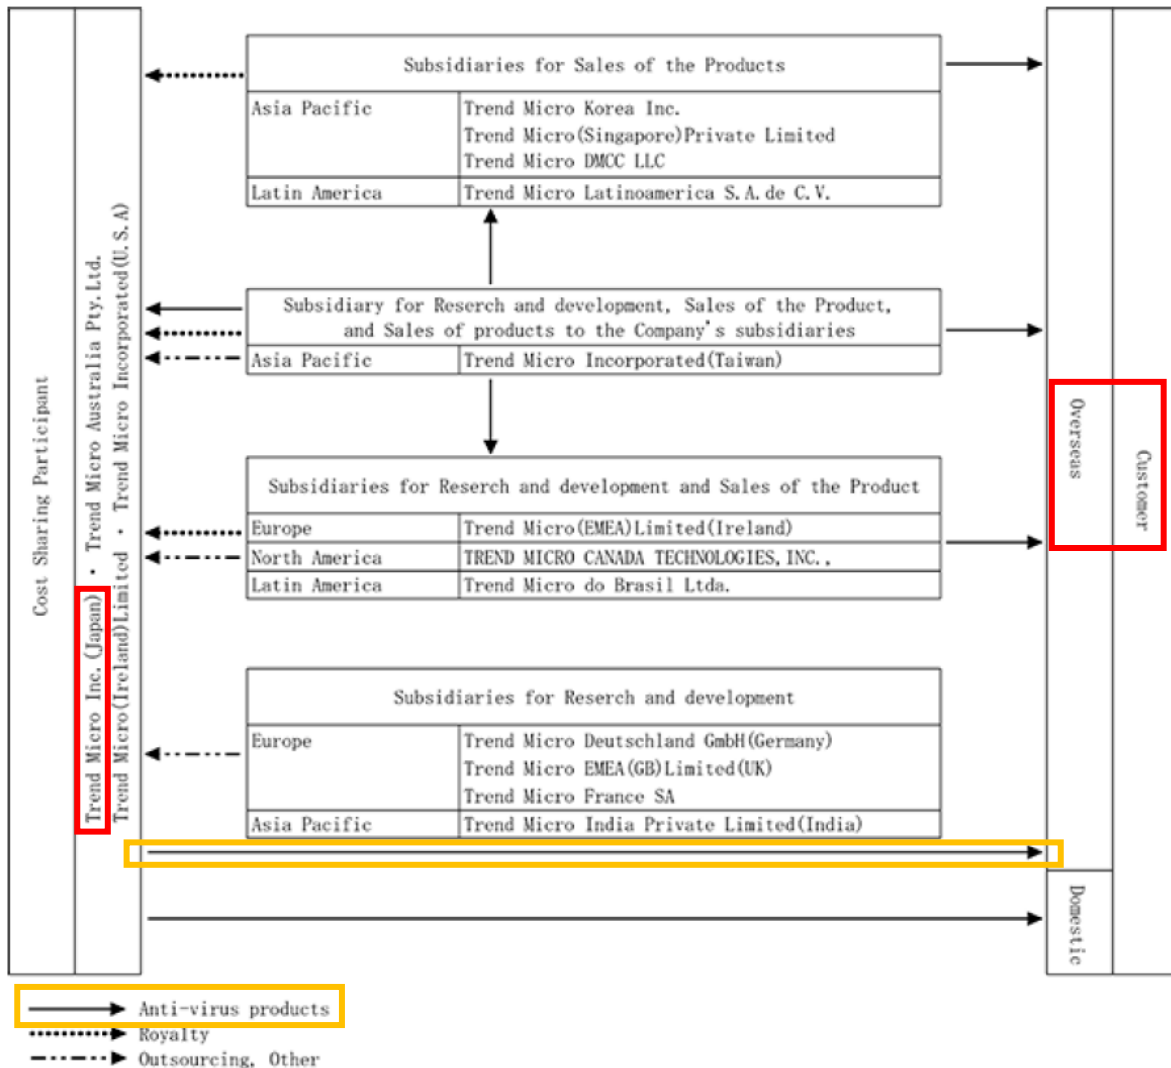 Cost Sharing Participant
Trend Micro Inc.(Japan) ・ Trend Micro Australia Pty.Ltd.
Trend Micro(Ireland)Limited ・ Trend Micro Incorporated(U.S.A)
Subsidiaries for Sales of the Products
Asia Pacific
Trend Micro Korea Inc.
Trend Micro(Singapore)Private Limited
Trend Micro DMCC LLC
Latin America
Trend Micro Latinoamerica S.A.de C.V.
Subsidiary for Reserch and development, Sales of the Product,
and Sales of products to the Company's subsidiaries
Asia Pacific
Trend Micro Incorporated(Taiwan)
Subsidiaries for Reserch and development and Sales of the Product
Europe
Trend Micro(EMEA)Limited(Ireland)
North America
TREND MICRO CANADA TECHNOLOGIES,INC.,
Latin America
Trend Micro do Brasil Ltda.
Subsidiaries for Reserch and development
Europe
Trend Micro Deutschland GmbH(Germany)
Trend Micro EMEA(GB)Limited(UK)
Trend Micro France SA
Asia Pacific
Trend Micro India Private Limited(India)
Overseas
Domestic
Customer
Anti-virus products
Royalty
Outsourcing, Other